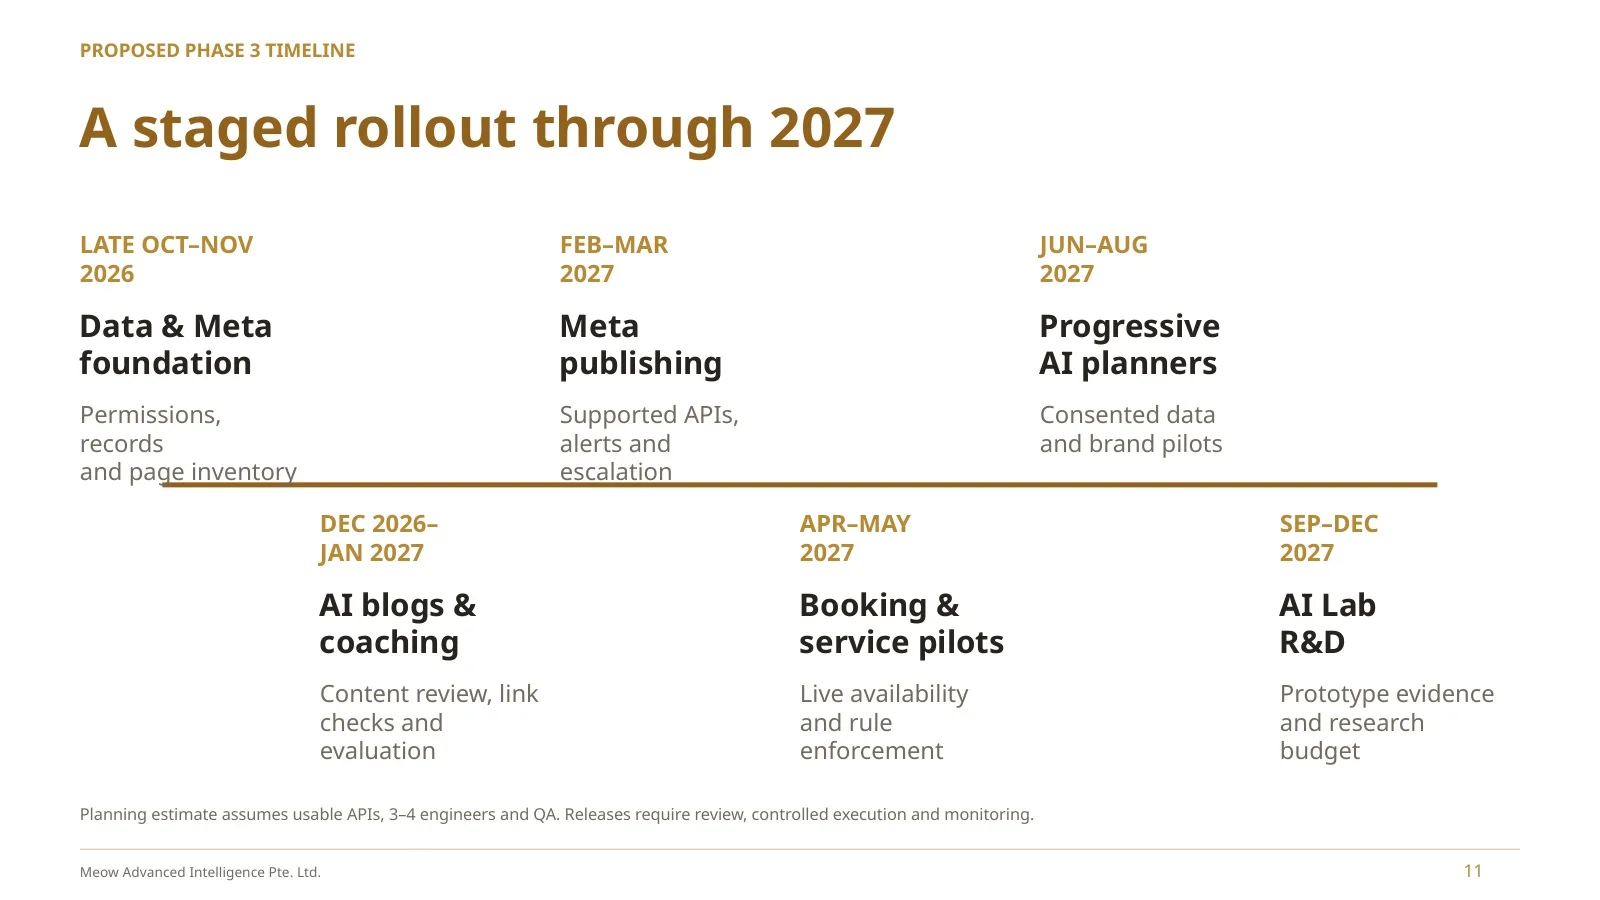 PROPOSED PHASE 3 TIMELINE
A staged rollout through 2027
LATE OCT–NOV
2026
Data & Meta
foundation
Permissions,
records
and page inventory
FEB–MAR
2027
Meta
publishing
Supported APIs,
alerts and
escalation
JUN–AUG
2027
Progressive
AI planners
Consented data
and brand pilots
DEC 2026–
JAN 2027
AI blogs &
coaching
Content review, link
checks and
evaluation
APR–MAY
2027
Booking &
service pilots
Live availability
and rule
enforcement
SEP–DEC
2027
AI Lab
R&D
Prototype evidence
and research
budget
Planning estimate assumes usable APIs, 3–4 engineers and QA. Releases require review, controlled execution and monitoring.
Meow Advanced Intelligence Pte. Ltd.
11